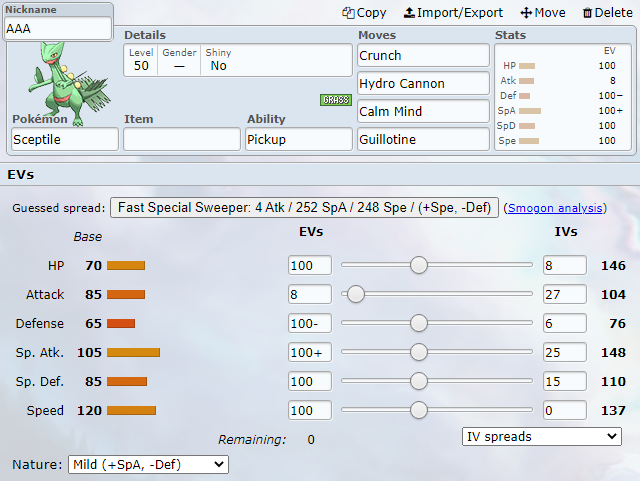 Nickname
AAA
Copy Import/Export Move Delete
Details
Level Gender Shiny
50 — No
GRASS
Pokémon Item Ability
Sceptile Pickup
Moves
Crunch
Hydro Cannon
Calm Mind
Guillotine
Stats
EV
HP 100
Atk 8
Def 100−
SpA 100+
SpD 100
Spe 100
EVs
Guessed spread: Fast Special Sweeper: 4 Atk / 252 SpA / 248 Spe / (+Spe, -Def) (Smogon analysis)
Base EVs IVs
HP 70 100 8 146
Attack 85 8 27 104
Defense 65 100- 6 76
Sp. Atk. 105 100+ 25 148
Sp. Def. 85 100 15 110
Speed 120 100 0 137
Remaining: 0 IV spreads
Nature: Mild (+SpA, -Def)